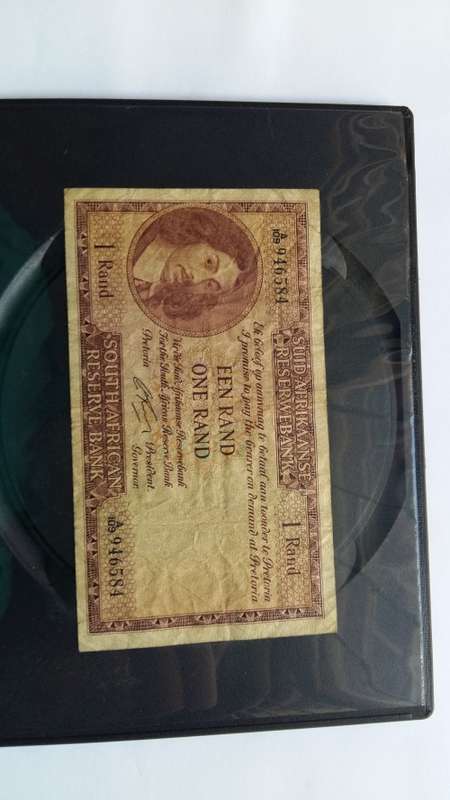 A/109 946584
SUID-AFRIKAANSE
RESERWEBANK
1 Rand
Ek beloof by aanvraag te betaal aan toonder te Pretoria
I promise to pay the bearer on demand at Pretoria
EEN RAND
ONE RAND
Vir die Suid-Afrikaanse Reserwebank
For the South African Reserve Bank
Pretoria
President
Governor
1 Rand
SOUTH AFRICAN
RESERVE BANK
A/109 946584